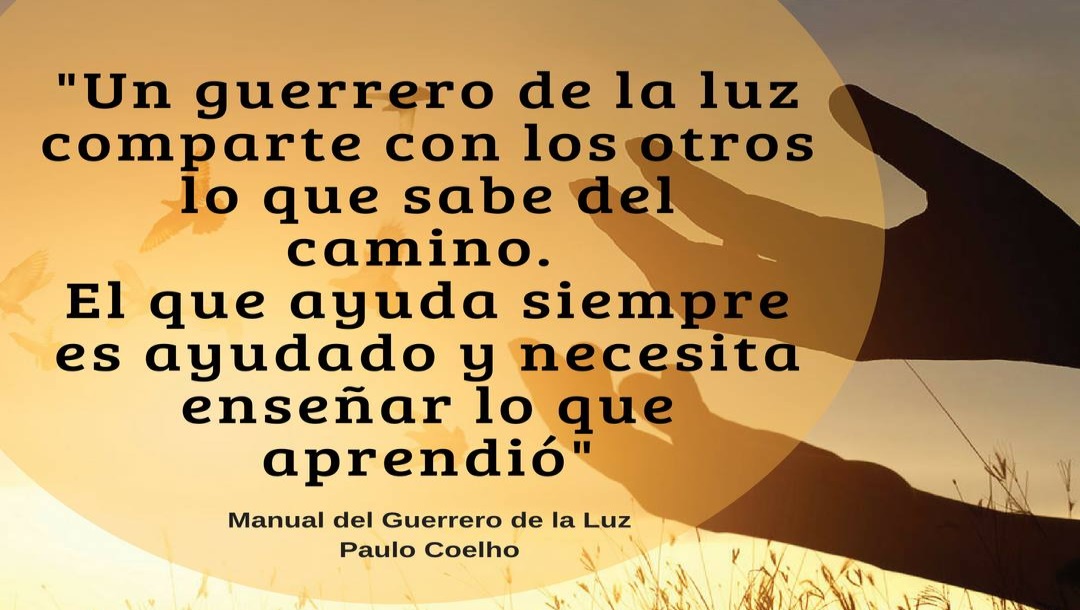 "Un guerrero de la luz
comparte con los otros
lo que sabe del
camino.
El que ayuda siempre
es ayudado y necesita
enseñar lo que
aprendió"
Manual del Guerrero de la Luz
Paulo Coelho